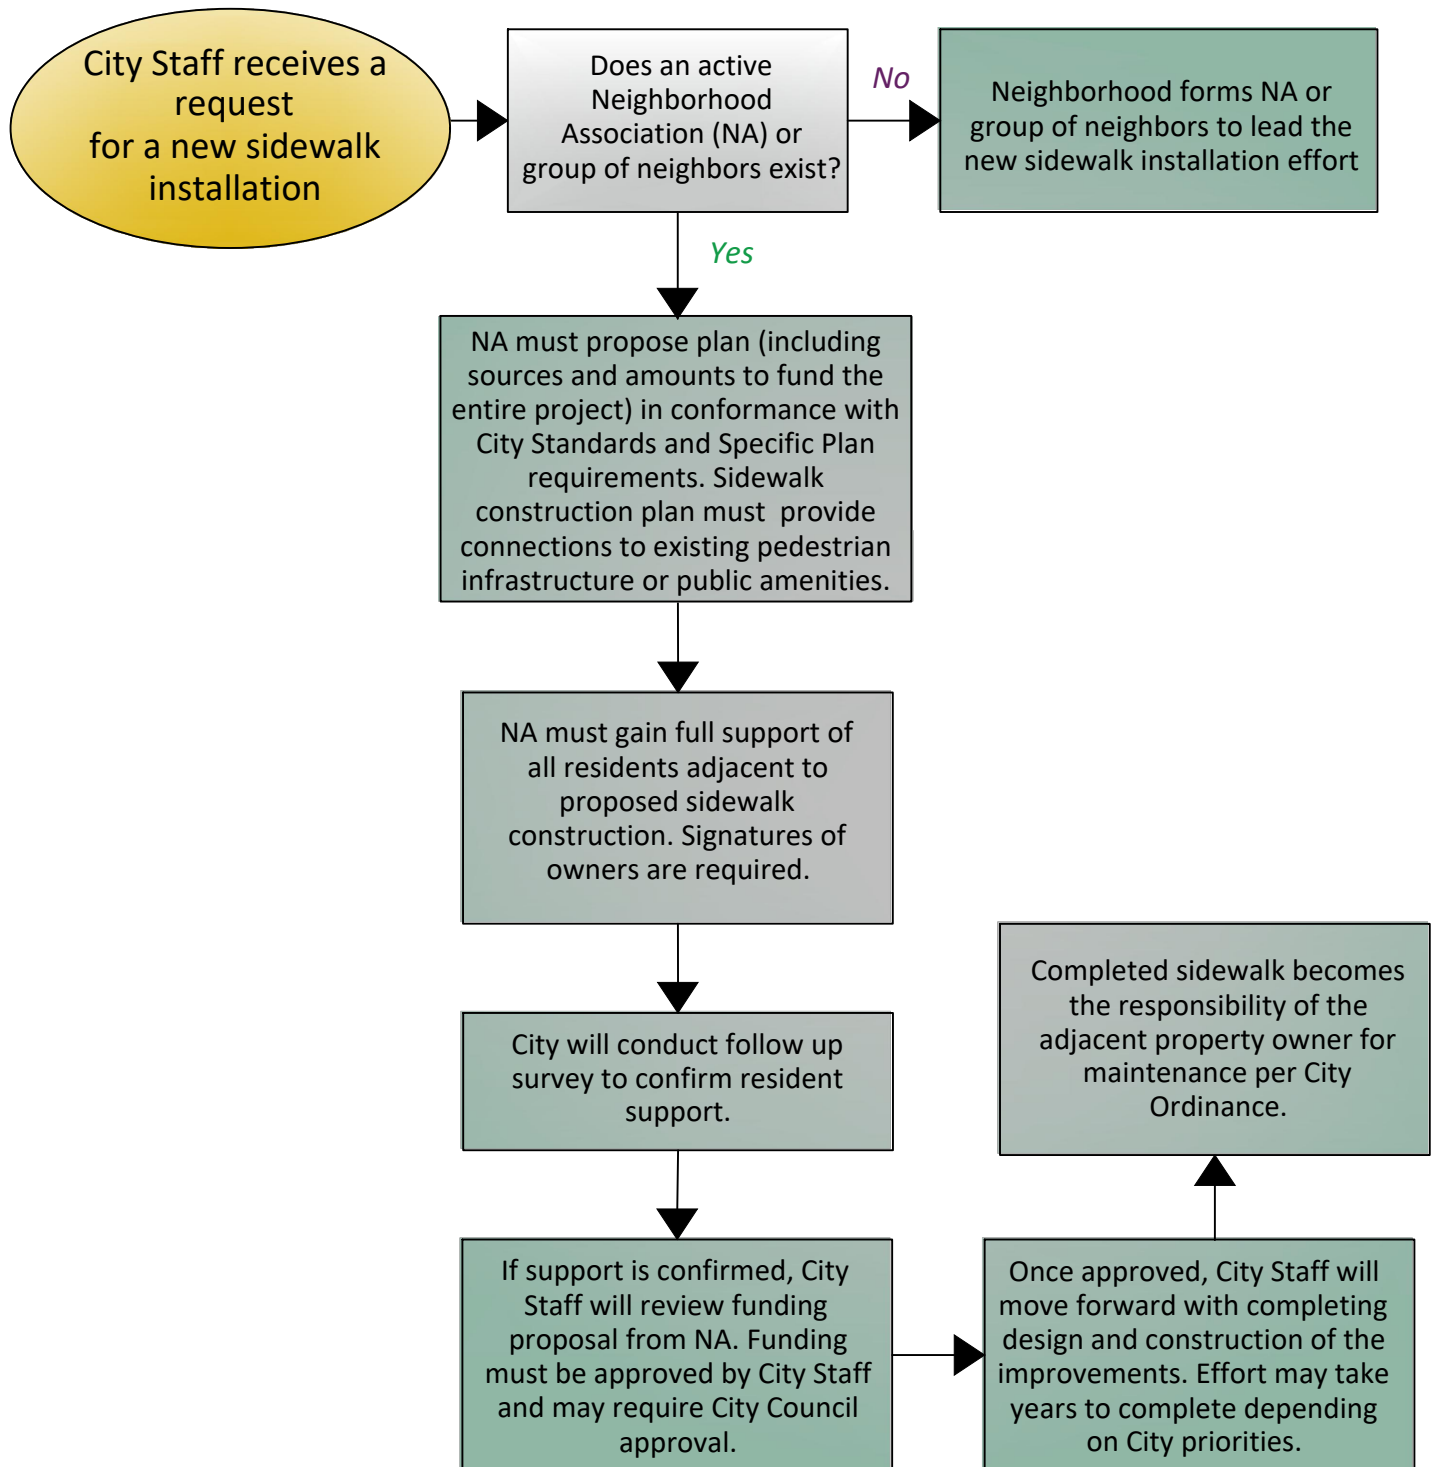 City Staff receives a
request
for a new sidewalk
installation
Does an active
Neighborhood
Association (NA) or
group of neighbors exist?
No
Neighborhood forms NA or
group of neighbors to lead the
new sidewalk installation effort
Yes
NA must propose plan (including
sources and amounts to fund the
entire project) in conformance with
City Standards and Specific Plan
requirements. Sidewalk
construction plan must provide
connections to existing pedestrian
infrastructure or public amenities.
NA must gain full support of
all residents adjacent to
proposed sidewalk
construction. Signatures of
owners are required.
City will conduct follow up
survey to confirm resident
support.
If support is confirmed, City
Staff will review funding
proposal from NA. Funding
must be approved by City Staff
and may require City Council
approval.
Once approved, City Staff will
move forward with completing
design and construction of the
improvements. Effort may take
years to complete depending
on City priorities.
Completed sidewalk becomes
the responsibility of the
adjacent property owner for
maintenance per City
Ordinance.